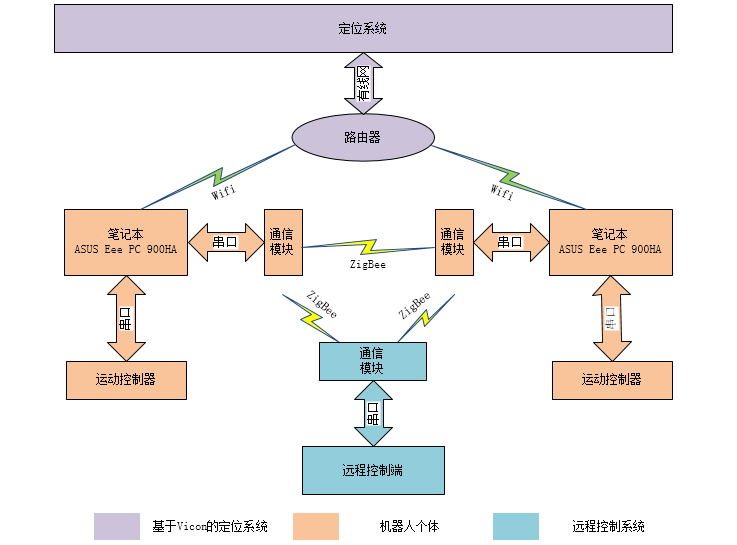 定位系统
有线网
路由器
Wifi
Wifi
笔记本
ASUS Eee PC 900HA
串口
通信
模块
ZigBee
通信
模块
串口
笔记本
ASUS Eee PC 900HA
串口
ZigBee
ZigBee
串口
运动控制器
通信
模块
运动控制器
串口
远程控制端
基于Vicon的定位系统
机器人个体
远程控制系统